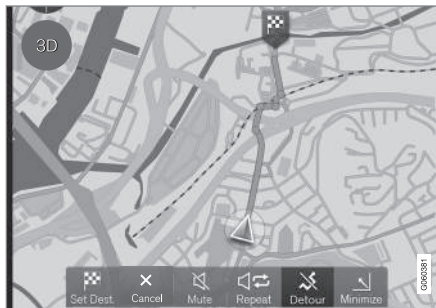 3D
Set Dest.
Cancel
Mute
Repeat
Detour
Minimize
G060381